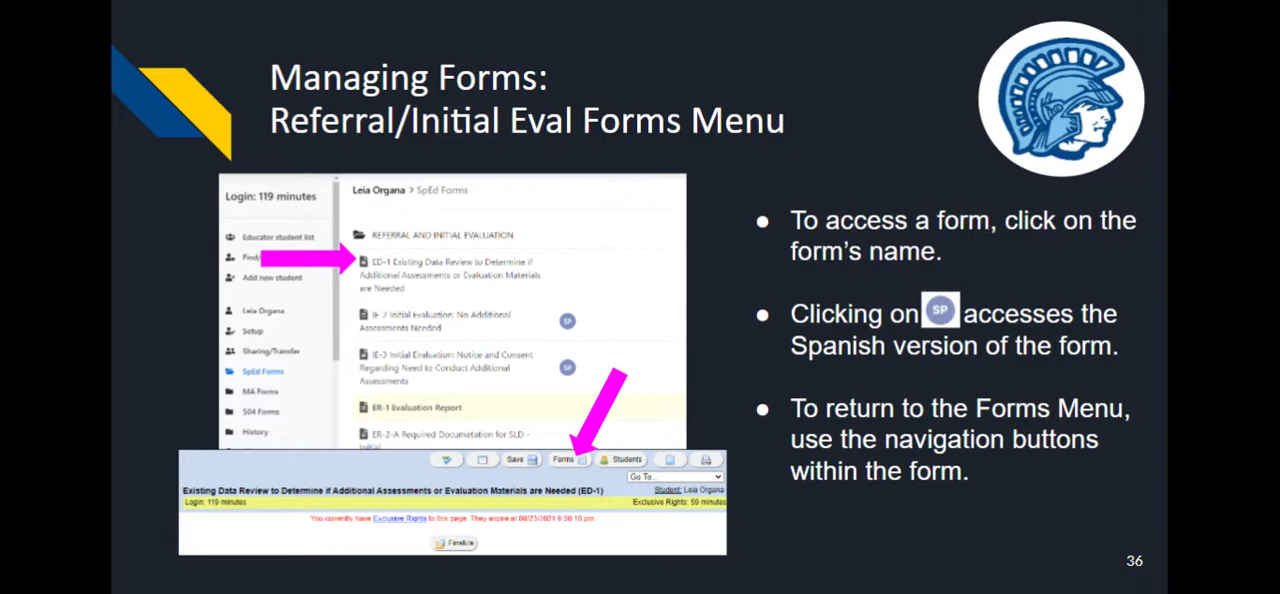 Managing Forms:
Referral/Initial Eval Forms Menu
Login: 119 minutes
Educator student list
Find/
Add new student
Leia Organa
Setup
Sharing/Transfer
SpEd Forms
MA Forms
504 Forms
History
Leia Organa > SpEd Forms
REFERRAL AND INITIAL EVALUATION
ED-1 Existing Data Review to Determine if
Additional Assessments or Evaluation Materials
are Needed
IE-2 Initial Evaluation: No Additional
Assessments Needed
SP
IE-3 Initial Evaluation: Notice and Consent
Regarding Need to Conduct Additional
Assessments
SP
ER-1 Evaluation Report
ER-2-A Required Documetation for SLD -
Initial
Save Forms Students
Go To...
Existing Data Review to Determine if Additional Assessments or Evaluation Materials are Needed (ED-1) Student: Leia Organa
Login: 119 minutes Exclusive Rights: 59 minutes
You currently have Exclusive Rights to this page. They expire at 08/23/2021 6:00:18 pm.
Finalize
● To access a form, click on the
form's name.
● Clicking on SP accesses the
Spanish version of the form.
● To return to the Forms Menu,
use the navigation buttons
within the form.
36